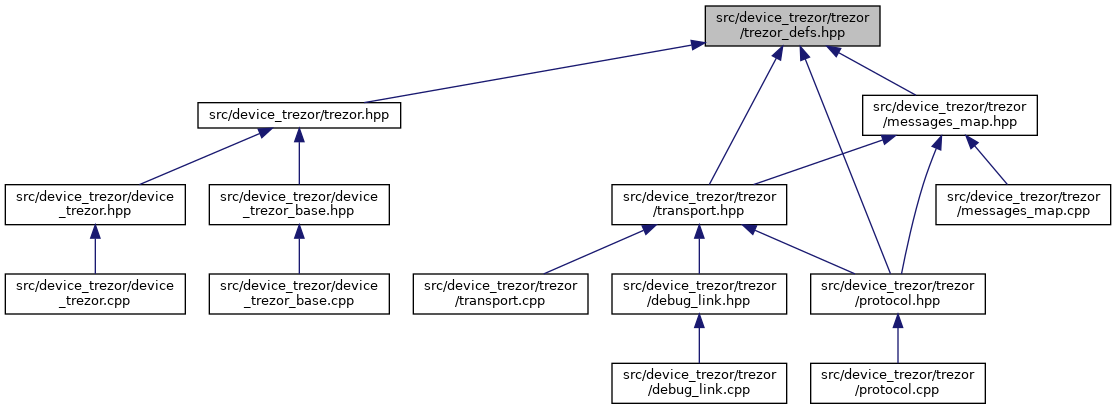 src/device_trezor/trezor
/trezor_defs.hpp
src/device_trezor/trezor.hpp
src/device_trezor/trezor
/messages_map.hpp
src/device_trezor/device
_trezor.hpp
src/device_trezor/device
_trezor_base.hpp
src/device_trezor/trezor
/transport.hpp
src/device_trezor/trezor
/messages_map.cpp
src/device_trezor/device
_trezor.cpp
src/device_trezor/device
_trezor_base.cpp
src/device_trezor/trezor
/transport.cpp
src/device_trezor/trezor
/debug_link.hpp
src/device_trezor/trezor
/protocol.hpp
src/device_trezor/trezor
/debug_link.cpp
src/device_trezor/trezor
/protocol.cpp